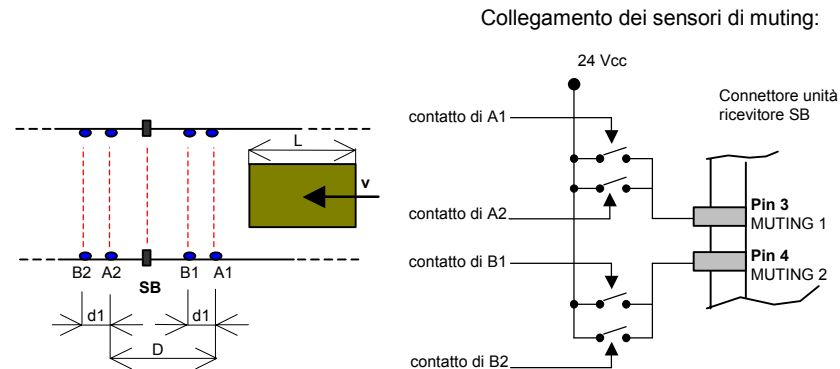 Collegamento dei sensori di muting:
24 Vcc
Connettore unità
ricevitore SB
contatto di A1
contatto di A2
contatto di B1
contatto di B2
Pin 3
MUTING 1
Pin 4
MUTING 2
L
v
B2 A2 SB B1 A1
d1 d1
D